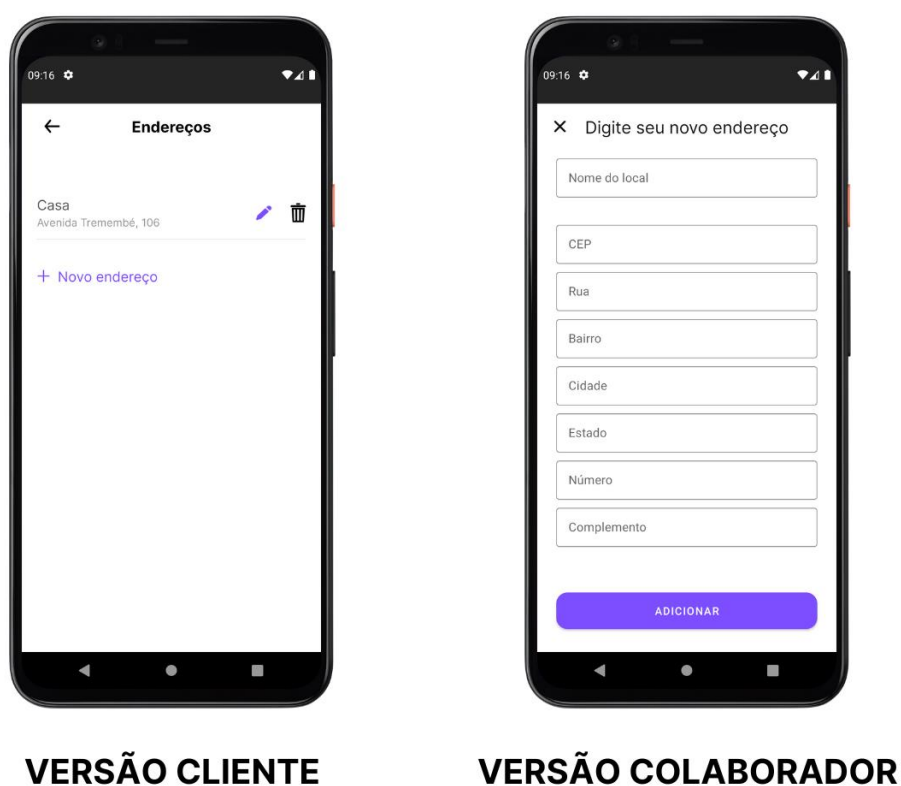 09:16
Endereços
Casa
Avenida Tremembé, 106
+ Novo endereço
VERSÃO CLIENTE
09:16
Digite seu novo endereço
Nome do local
CEP
Rua
Bairro
Cidade
Estado
Número
Complemento
ADICIONAR
VERSÃO COLABORADOR